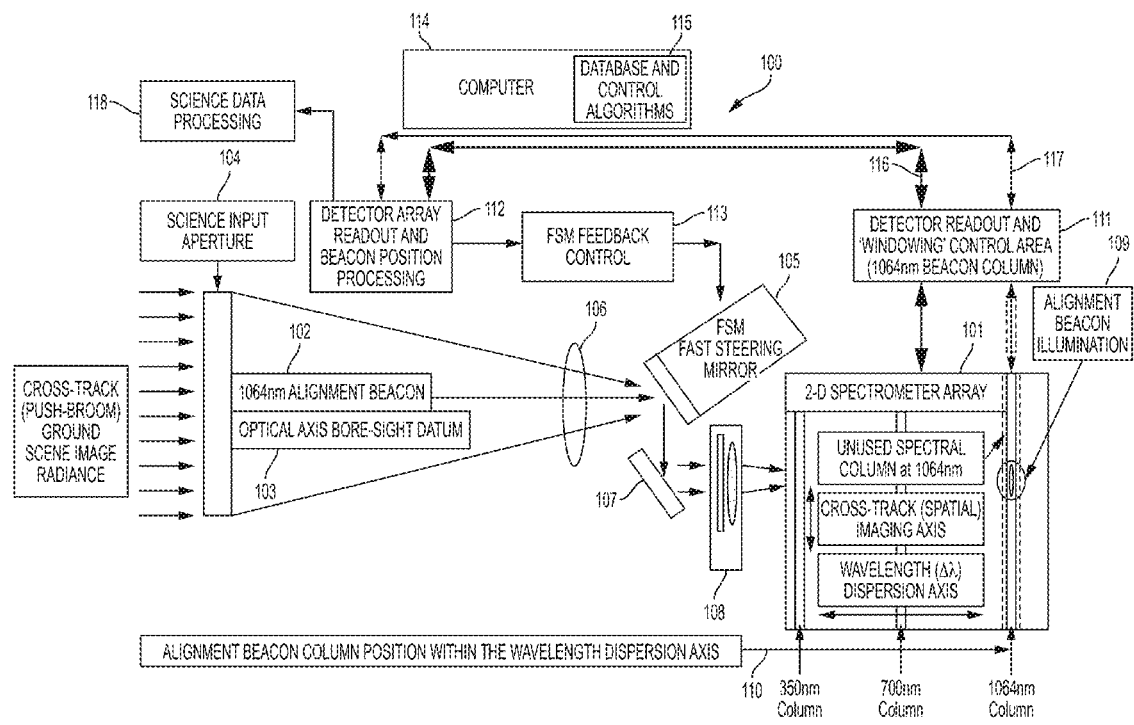 114
115
COMPUTER
DATABASE AND
CONTROL
ALGORITHMS
100
118
SCIENCE DATA
PROCESSING
104
SCIENCE INPUT
APERTURE
DETECTOR ARRAY
READOUT AND
BEACON POSITION
PROCESSING
112
FSM FEEDBACK
CONTROL
113
116
117
DETECTOR READOUT AND
'WINDOWING' CONTROL AREA
(1064nm BEACON COLUMN)
111
109
ALIGNMENT
BEACON
ILLUMINATION
105
FSM
FAST STEERING
MIRROR
106
102
1064nm ALIGNMENT BEACON
OPTICAL AXIS BORE-SIGHT DATUM
103
CROSS-TRACK
(PUSH-BROOM)
GROUND
SCENE IMAGE
RADIANCE
101
2-D SPECTROMETER ARRAY
UNUSED SPECTRAL
COLUMN at 1064nm
CROSS-TRACK (SPATIAL)
IMAGING AXIS
WAVELENGTH (Δλ)
DISPERSION AXIS
107
108
ALIGNMENT BEACON COLUMN POSITION WITHIN THE WAVELENGTH DISPERSION AXIS
110
350nm
Column
700nm
Column
1064nm
Column